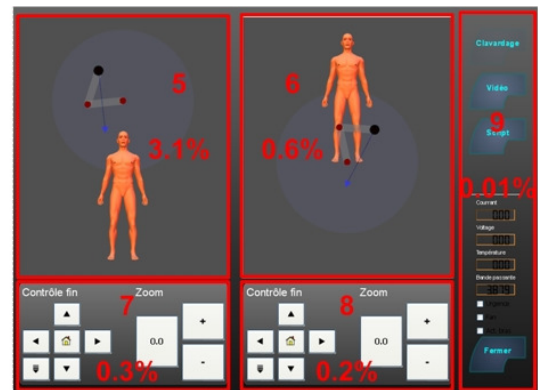 5
3.1%
6
0.6%
Clavardage
Vidéo
Script
9
0.01%
Courrant
000
Voltage
000
Température
000
Bande passante
Fermer
Contrôle fin
7
Zoom
0.0
+
-
0.3%
Contrôle fin
8
Zoom
0.0
+
-
0.2%